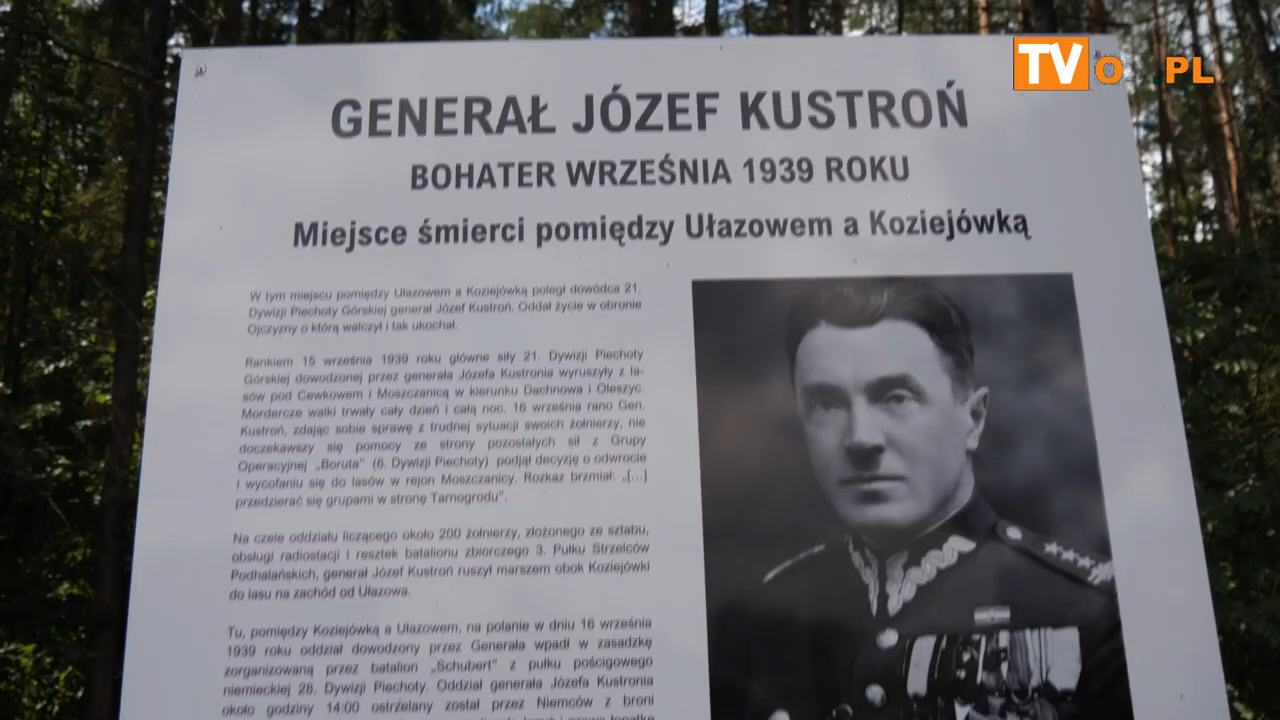 TVo PL
GENERAŁ JÓZEF KUSTROŃ
BOHATER WRZEŚNIA 1939 ROKU
Miejsce śmierci pomiędzy Ułazowem a Koziejówką
W tym miejscu pomiędzy Ułazowem a Koziejówką poległ dowódca 21.
Dywizji Piechoty Górskiej generał Józef Kustroń. Oddał życie w obronie
Ojczyzny o którą walczył i tak ukochał.
Rankiem 15 września 1939 roku główne siły 21. Dywizji Piechoty
Górskiej dowodzonej przez generała Józefa Kustronia wyruszyły z la-
sów pod Cewkowem i Moszczanicą w kierunku Dachnowa i Oleszyc.
Mordercze walki trwały cały dzień i całą noc. 16 września rano Gen.
Kustroń, zdając sobie sprawę z trudnej sytuacji swoich żołnierzy, nie
doczekawszy się pomocy ze strony pozostałych sił z Grupy
Operacyjnej „Boruta” (6. Dywizji Piechoty) podjął decyzję o odwrocie
i wycofaniu się do lasów w rejon Moszczanicy. Rozkaz brzmiał: „[...]
przedzierać się grupami w stronę Tarnogrodu”.
Na czele oddziału liczącego około 200 żołnierzy, złożonego ze sztabu,
obsługi radiostacji i resztek batalionu zbiorczego 3. Pułku Strzelców
Podhalańskich, generał Józef Kustroń ruszył marszem obok Koziejówki
do lasu na zachód od Ułazowa.
Tu, pomiędzy Koziejówką a Ułazowem, na polanie w dniu 16 września
1939 roku oddział dowodzony przez Generała wpadł w zasadzkę
zorganizowaną przez batalion „Schubert” z pułku pościgowego
niemieckiej 28. Dywizji Piechoty. Oddział generała Józefa Kustronia
około godziny 14:00 ostrzelany został przez Niemców z broni